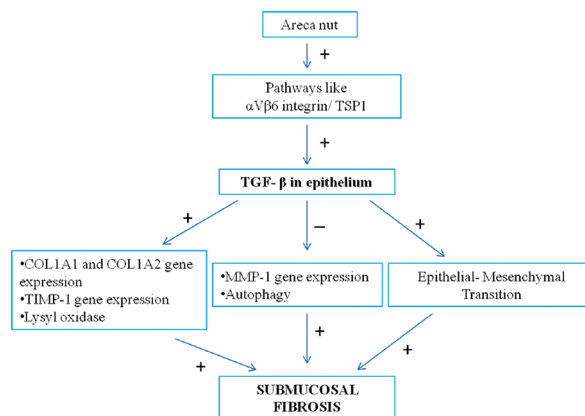 Areca nut
+
Pathways like
αVβ6 integrin/ TSP1
+
TGF- β in epithelium
+
–
+
•COL1A1 and COL1A2 gene
expression
•TIMP-1 gene expression
•Lysyl oxidase
•MMP-1 gene expression
•Autophagy
Epithelial- Mesenchymal
Transition
+
+
+
SUBMUCOSAL
FIBROSIS